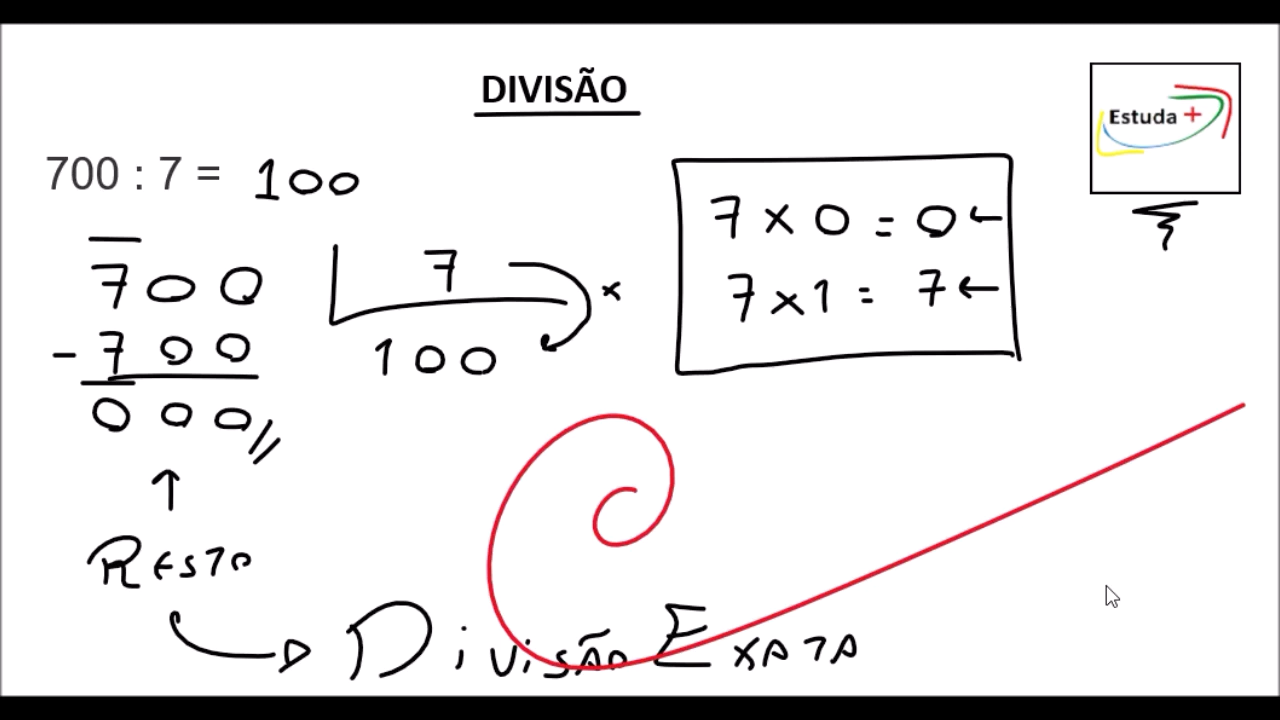 DIVISÃO
Estuda +
700 : 7 = 100
700 7
- 700 100 x
000
7 x 0 = 0 ←
7 x 1 = 7 ←
↑
RESTO
DIVISÃO EXATA